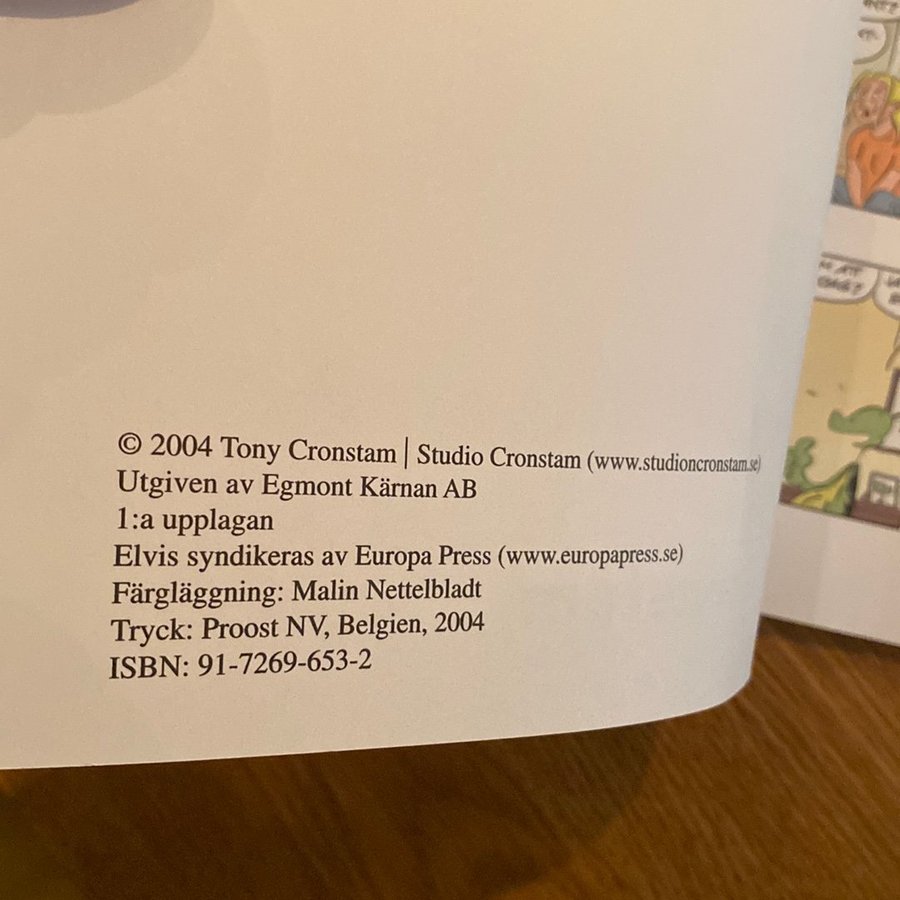 © 2004 Tony Cronstam | Studio Cronstam (www.studioncronstam.se)
Utgiven av Egmont Kärnan AB
1:a upplagan
Elvis syndikeras av Europa Press (www.europapress.se)
Färgläggning: Malin Nettelbladt
Tryck: Proost NV, Belgien, 2004
ISBN: 91-7269-653-2